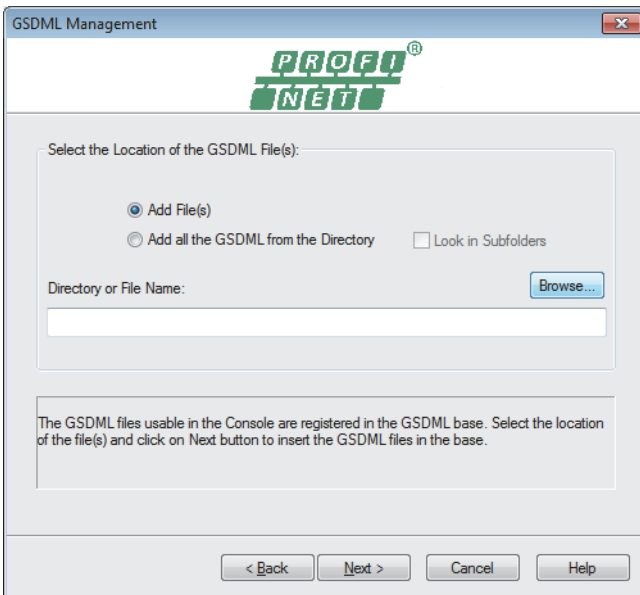 GSDML Management
PROFI®
NET
Select the Location of the GSDML File(s):
Add File(s)
Add all the GSDML from the Directory
Look in Subfolders
Directory or File Name:
Browse...
The GSDML files usable in the Console are registered in the GSDML base. Select the location
of the file(s) and click on Next button to insert the GSDML files in the base.
< Back
Next >
Cancel
Help